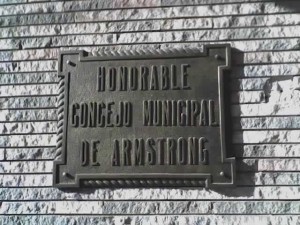 HONORABLE
CONCEJO MUNICIPAL
DE ARMSTRONG